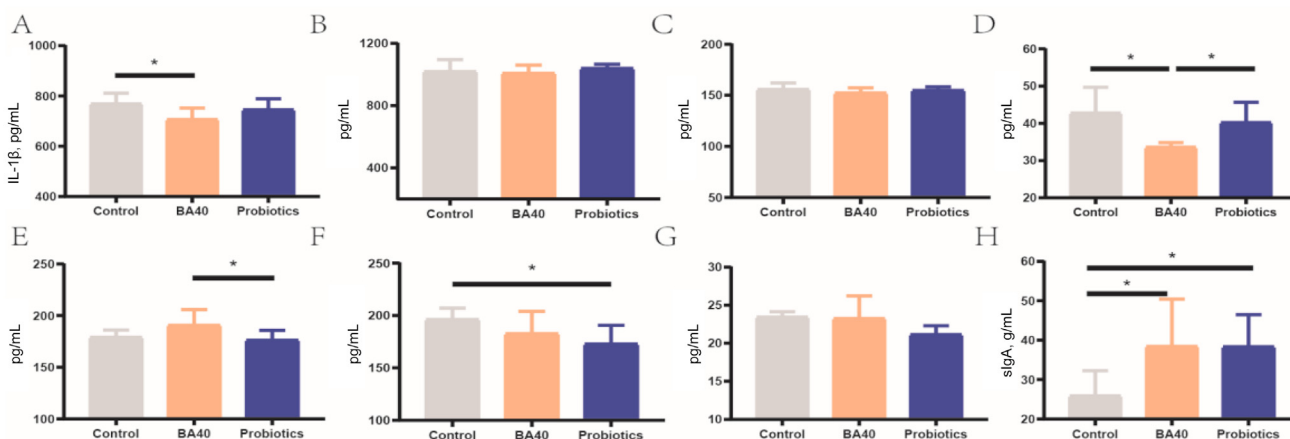 A
IL-1β, pg/mL
1000
800
600
400
*
Control BA40 Probiotics
B
pg/mL
1200
800
400
Control BA40 Probiotics
C
pg/mL
200
150
100
50
Control BA40 Probiotics
D
pg/mL
60
50
40
30
20
* *
Control BA40 Probiotics
E
pg/mL
250
200
150
100
*
Control BA40 Probiotics
F
pg/mL
250
200
150
100
*
Control BA40 Probiotics
G
pg/mL
30
25
20
15
10
Control BA40 Probiotics
H
sIgA, g/mL
60
50
40
30
20
*
*
Control BA40 Probiotics